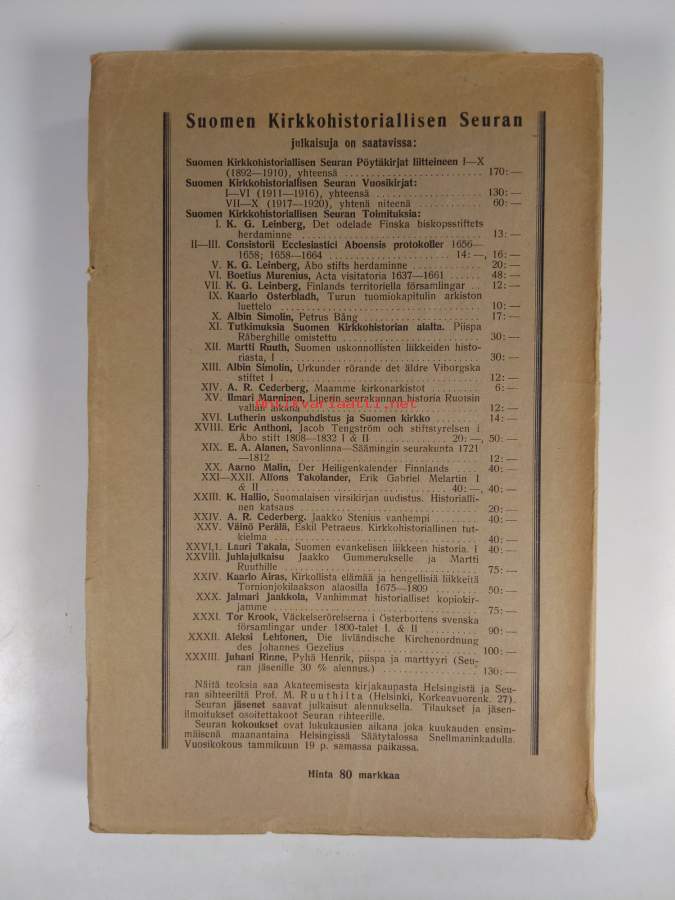 Suomen Kirkkohistoriallisen Seuran
julkaisuja on saatavissa:
Suomen Kirkkohistoriallisen Seuran Pöytäkirjat liitteineen I—X
(1892—1910), yhteensä 170: —
Suomen Kirkkohistoriallisen Seuran Vuosikirjat:
I—VI (1911—1916), yhteensä 130: —
VII—X (1917—1920), yhtenä niteenä 60: —
Suomen Kirkkohistoriallisen Seuran Toimituksia:
I. K. G. Leinberg, Det odelade Finska biskopsstiftets
herdaminne 13: —
II—III. Consistorii Ecclesiastici Aboensis protokoller 1656—
1658; 1658—1664 14: —, 16: —
V. K. G. Leinberg, Åbo stifts herdaminne 20: —
VI. Boetius Murenius, Acta visitatoria 1637—1661 48: —
VII. K. G. Leinberg, Finlands territoriella församlingar 12: —
IX. Kaarlo Österbladh, Turun tuomiokapitulin arkiston
luettelo 10: —
X. Albin Simolin, Petrus Bång 17: —
XI. Tutkimuksia Suomen Kirkkohistorian alalta. Piispa
Råberghille omistettu 30: —
XII. Martti Ruuth, Suomen uskonnollisten liikkeiden histo-
riasta, I 30: —
XIII. Albin Simolin, Urkunder rörande det äldre Viborgska
stiftet I 12: —
XIV. A. R. Cederberg, Maamme kirkonarkistot 6: —
XV. Ilmari Manninen, Liperin seurakunnan historia Ruotsin
vallan aikana 12: —
antikvariaatti.net
XVI. Lutherin uskonpuhdistus ja Suomen kirkko 14: —
XVIII. Eric Anthoni, Jacob Tengström och stiftstyrelsen i
Åbo stift 1808—1832 I & II 20: —, 50: —
XIX. E. A. Alanen, Savonlinna—Säämingin seurakunta 1721
—1812 12: —
XX. Aarno Malin, Der Heiligenkalender Finnlands 40: —
XXI—XXII. Alfons Takolander, Erik Gabriel Melartin I
& II 40: —, 40: —
XXIII. K. Hallio, Suomalaisen virsikirjan uudistus. Historialli-
nen katsaus 20: —
XXIV. A. R. Cederberg. Jaakko Stenius vanhempi 40: —
XXV. Väinö Perälä, Eskil Petraeus. Kirkkohistoriallinen tut-
kielma 40: —
XXVI,1. Lauri Takala, Suomen evankelisen liikkeen historia. I 40: —
XXVIII. Juhlajulkaisu Jaakko Gummerukselle ja Martti
Ruuthille 75: —
XXIV. Kaarlo Airas, Kirkollista elämää ja hengellisiä liikkeitä
Tornionjokilaakson alaosilla 1675—1809 50: —
XXX. Jalmari Jaakkola, Vanhimmat historialliset kopiokir-
jamme 75: —
XXXI. Tor Krook, Väckelserörelserna i Österbottens svenska
församlingar under 1800-talet I. & II 90: —
XXXII. Aleksi Lehtonen, Die livländische Kirchenordnung
des Johannes Gezelius 100: —
XXXIII. Juhani Rinne, Pyhä Henrik, piispa ja marttyyri (Seu-
ran jäsenille 30 % alennus.) 130: —
Näitä teoksia saa Akateemisesta kirjakaupasta Helsingistä ja Seu-
ran sihteeriltä Prof. M. Ruuthilta (Helsinki, Korkeavuorenk. 27).
Seuran jäsenet saavat julkaisut alennuksella. Tilaukset ja jäsen-
ilmoitukset osoitettakoot Seuran rihteerille.
Seuran kokoukset ovat lukukausien aikana joka kuukauden ensim-
mäisenä maanantaina Helsingissä Säätytalossa Snellmaninkadulla.
Vuosikokous tammikuun 19 p. samassa paikassa.
Hinta 80 markkaa